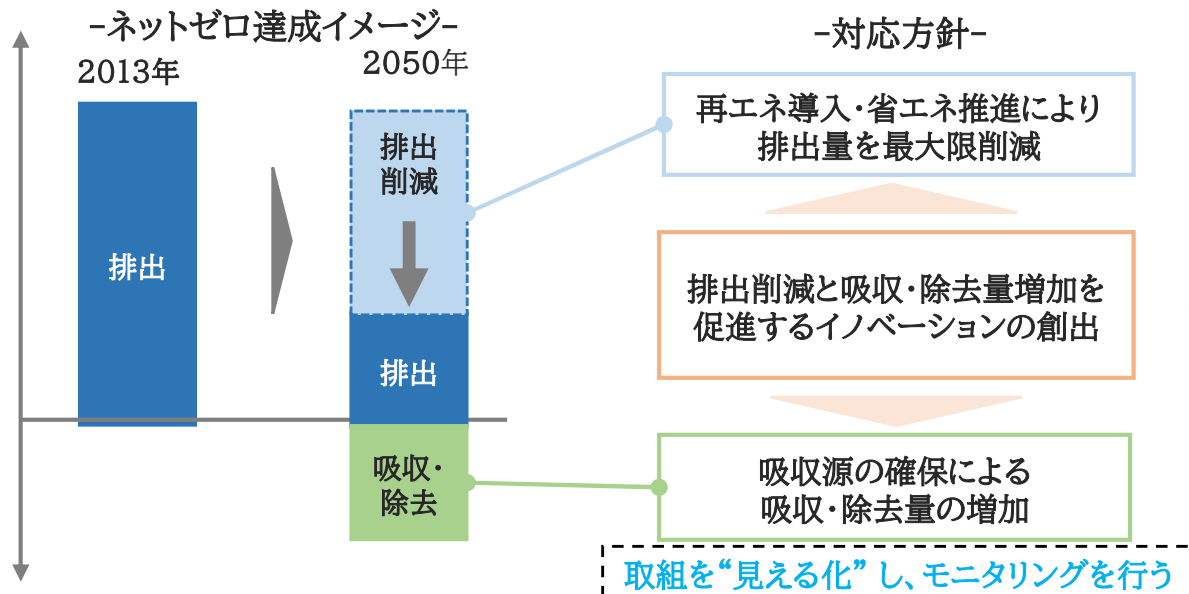 -ネットゼロ達成イメージ-
2013年
2050年
排出
排出
削減
排出
吸収・
除去
-対応方針-
再エネ導入・省エネ推進により
排出量を最大限削減
排出削減と吸収・除去量増加を
促進するイノベーションの創出
吸収源の確保による
吸収・除去量の増加
取組を“見える化”し、モニタリングを行う